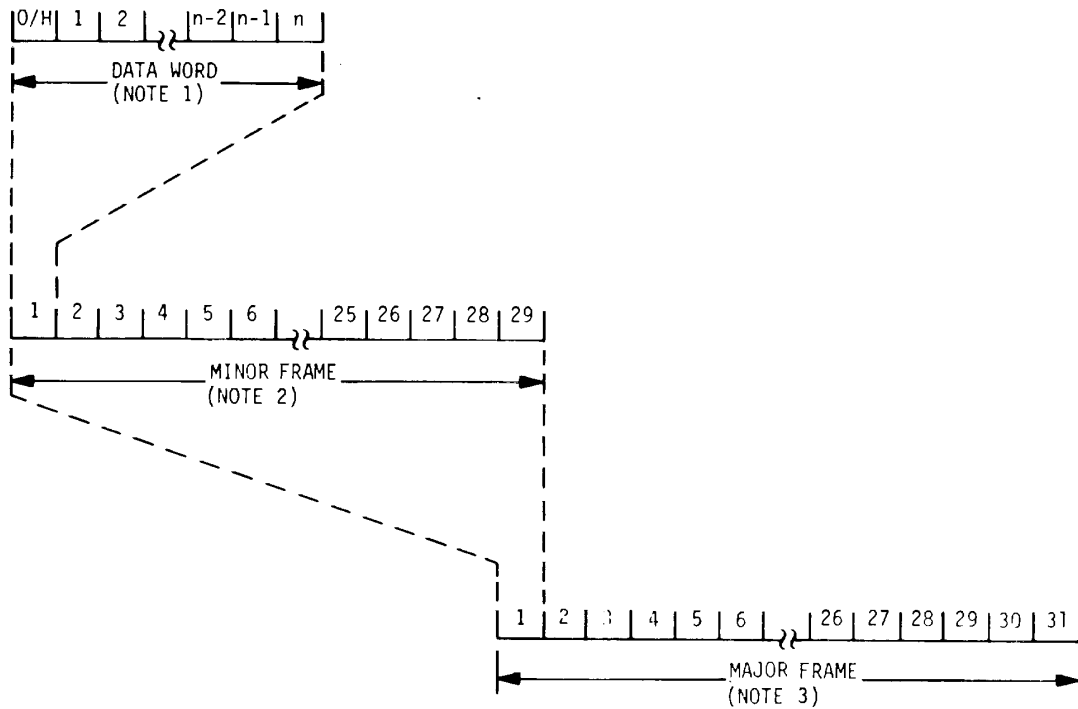 O/H 1 2 n-2 n-1 n
DATA WORD
(NOTE 1)
1 2 3 4 5 6 25 26 27 28 29
MINOR FRAME
(NOTE 2)
1 2 3 4 5 6 26 27 28 29 30 31
MAJOR FRAME
(NOTE 3)